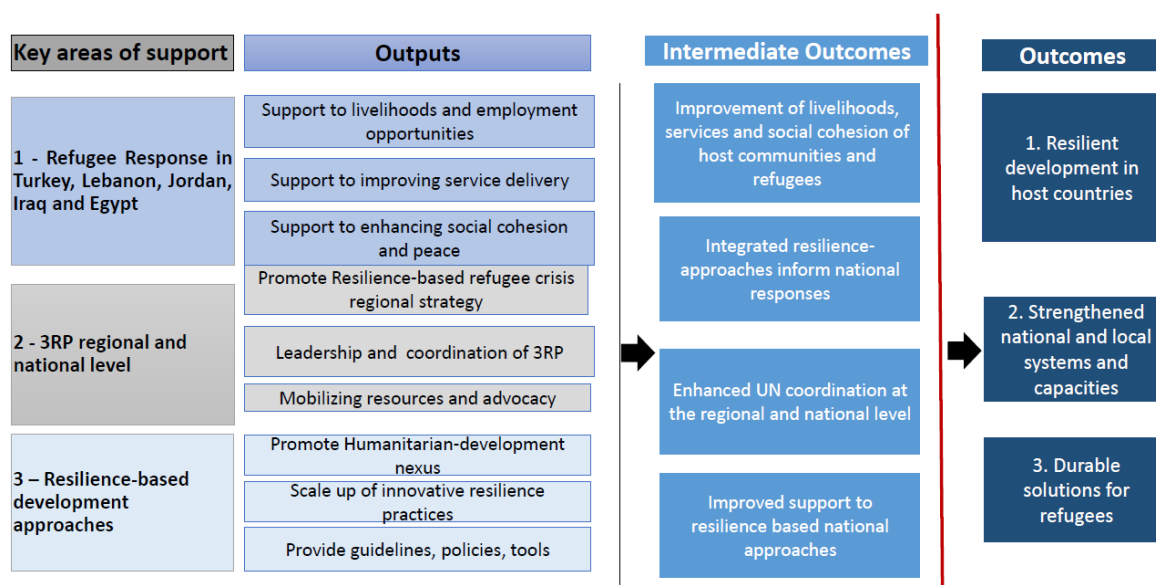 Key areas of support
Outputs
Intermediate Outcomes
Outcomes
1 - Refugee Response in
Turkey, Lebanon, Jordan,
Iraq and Egypt
Support to livelihoods and employment
opportunities
Support to improving service delivery
Support to enhancing social cohesion
and peace
2 - 3RP regional and
national level
Promote Resilience-based refugee crisis
regional strategy
Leadership and  coordination of 3RP
Mobilizing resources and advocacy
3 – Resilience-based
development
approaches
Promote Humanitarian-development
nexus
Scale up of innovative resilience
practices
Provide guidelines, policies, tools
Improvement of livelihoods,
services and social cohesion of
host communities and
refugees
Integrated resilience-
approaches inform national
responses
Enhanced UN coordination at
the regional and national level
Improved support to
resilience based national
approaches
1. Resilient
development in
host countries
2. Strengthened
national and local
systems and
capacities
3. Durable
solutions for
refugees